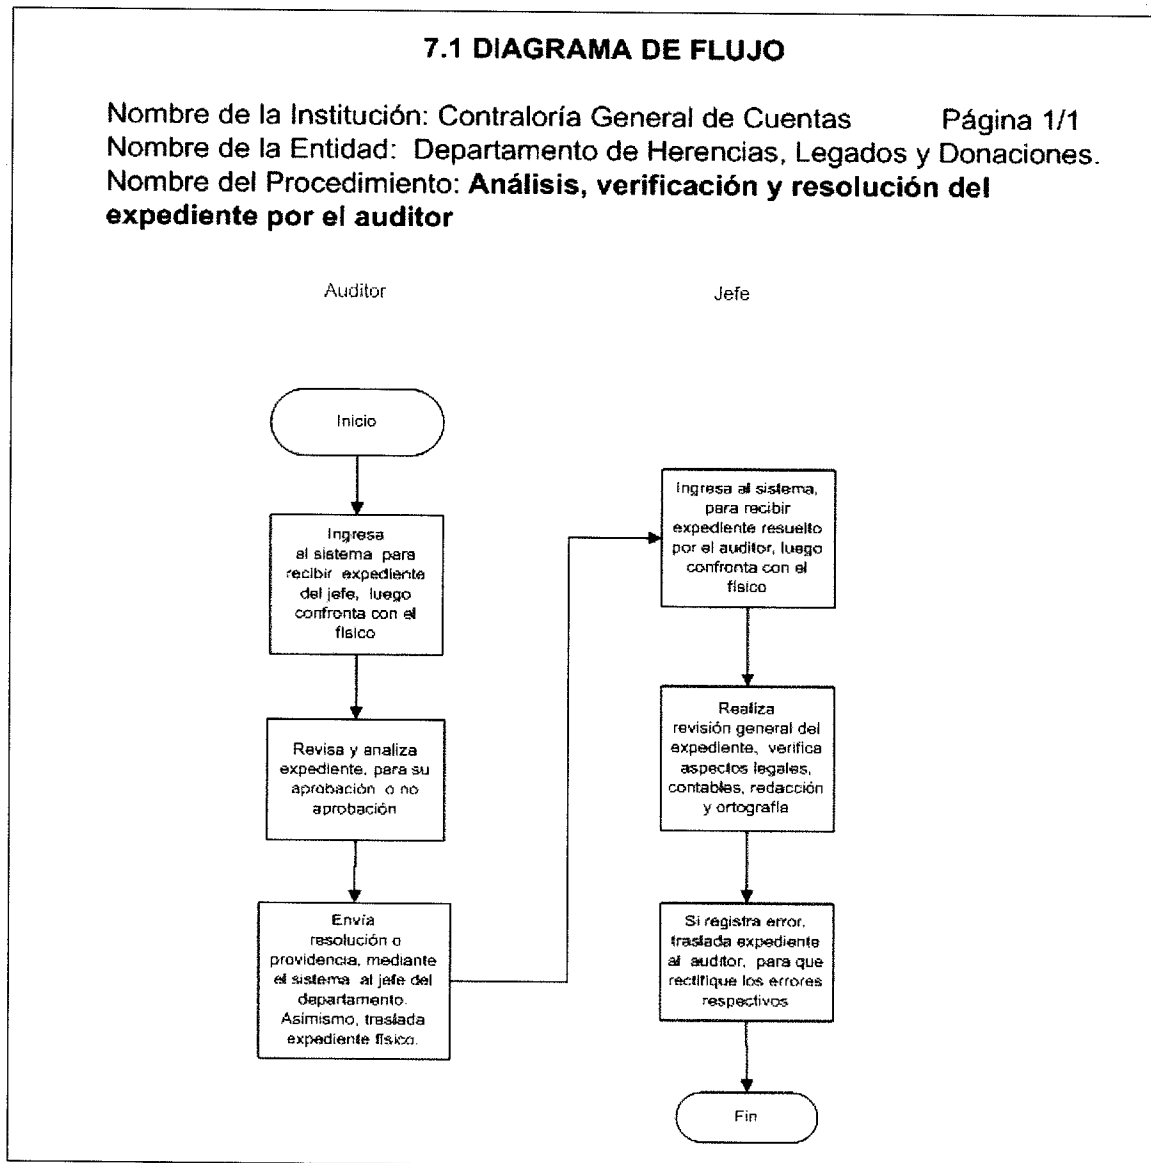 7.1 DIAGRAMA DE FLUJO
Nombre de la Institución: Contraloría General de Cuentas Página 1/1
Nombre de la Entidad: Departamento de Herencias, Legados y Donaciones.
Nombre del Procedimiento: Análisis, verificación y resolución del
expediente por el auditor
Auditor
Jefe
Inicio
Ingresa
al sistema para
recibir expediente
del jefe, luego
confronta con el
físico
Revisa y analiza
expediente, para su
aprobación o no
aprobación
Envía
resolución o
providencia, mediante
el sistema al jefe del
departamento.
Asimismo, traslada
expediente físico.
Ingresa al sistema,
para recibir
expediente resuelto
por el auditor, luego
confronta con el
físico
Realiza
revisión general del
expediente, verifica
aspectos legales,
contables, redacción
y ortografía
Si registra error,
traslada expediente
al auditor, para que
rectifique los errores
respectivos
Fin